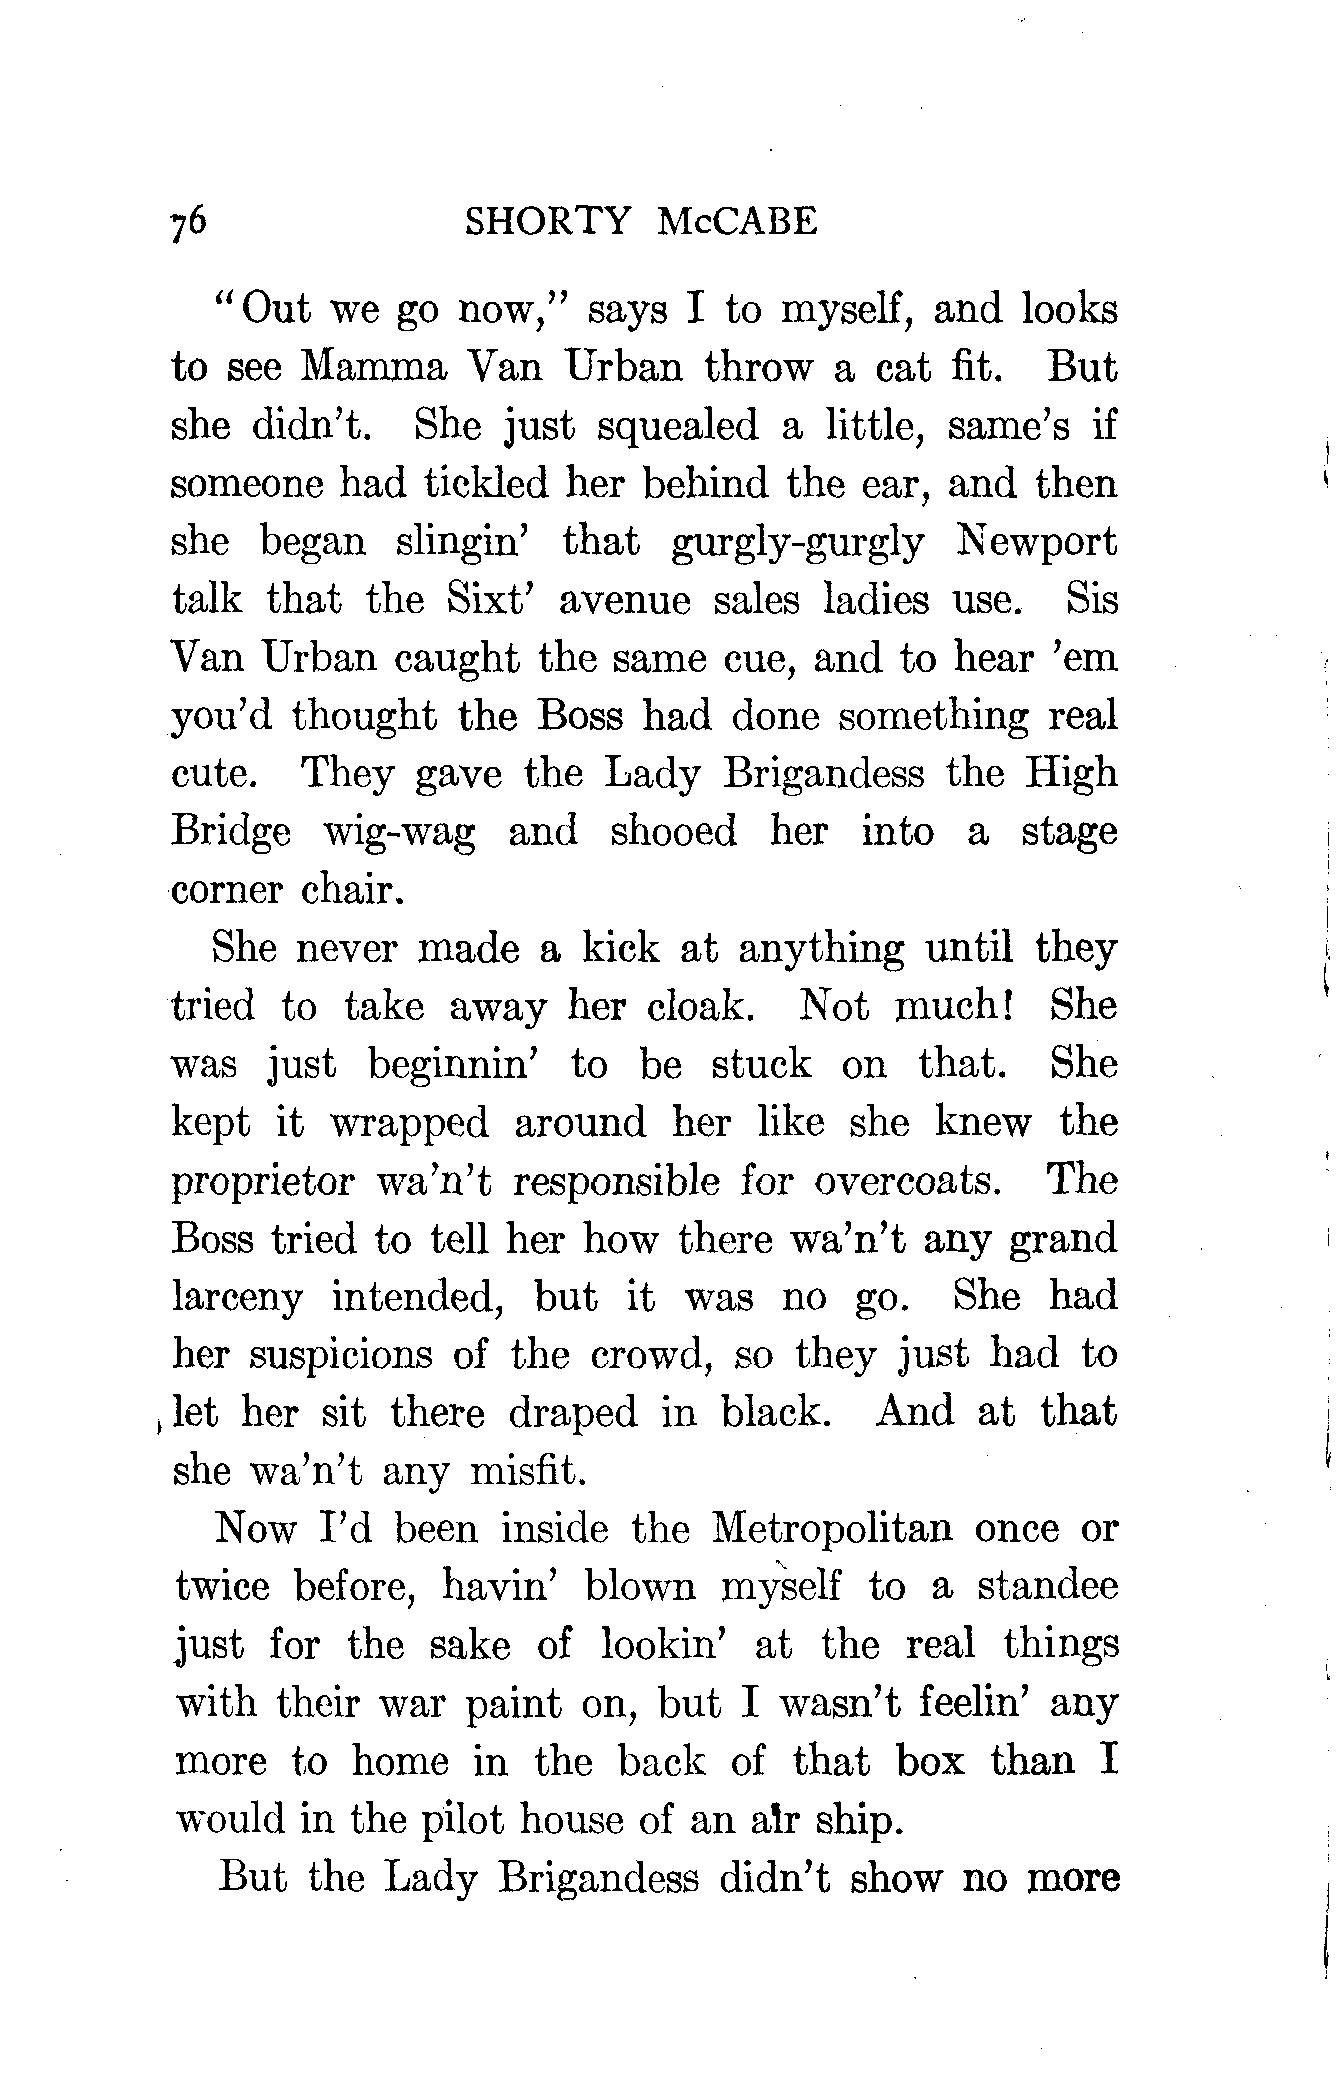 76 SHORTY McCABE
"Out we go now," says I to myself, and looks
to see Mamma Van Urban throw a cat fit. But
she didn't. She just squealed a little, same's if
someone had tickled her behind the ear, and then
she began slingin' that gurgly-gurgly Newport
talk that the Sixt' avenue sales ladies use. Sis
Van Urban caught the same cue, and to hear 'em
you'd thought the Boss had done something real
cute. They gave the Lady Brigandess the High
Bridge wig-wag and shooed her into a stage
corner chair.
She never made a kick at anything until they
tried to take away her cloak. Not much! She
was just beginnin' to be stuck on that. She
kept it wrapped around her like she knew the
proprietor wa'n't responsible for overcoats. The
Boss tried to tell her how there wa'n't any grand
larceny intended, but it was no go. She had
her suspicions of the crowd, so they just had to
let her sit there draped in black. And at that
she wa'n't any misfit.
Now I'd been inside the Metropolitan once or
twice before, havin' blown myself to a standee
just for the sake of lookin' at the real things
with their war paint on, but I wasn't feelin' any
more to home in the back of that box than I
would in the pilot house of an air ship.
But the Lady Brigandess didn't show no more